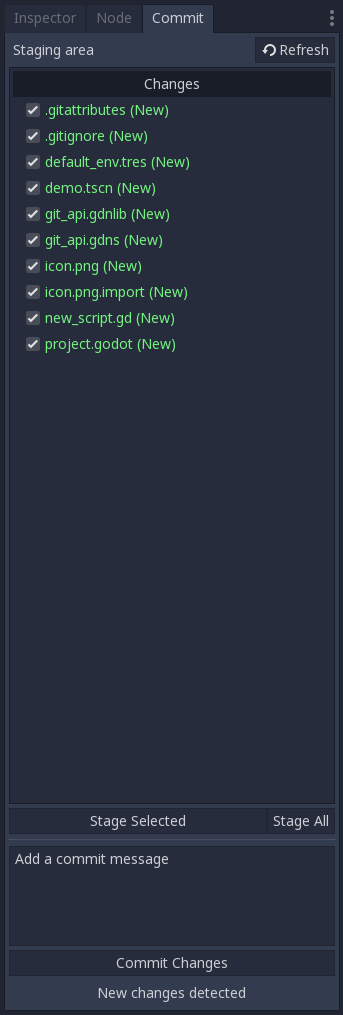 Inspector Node Commit
Staging area Refresh
Changes
.gitattributes (New)
.gitignore (New)
default_env.tres (New)
demo.tscn (New)
git_api.gdnlib (New)
git_api.gdns (New)
icon.png (New)
icon.png.import (New)
new_script.gd (New)
project.godot (New)
Stage Selected Stage All
Add a commit message
Commit Changes
New changes detected